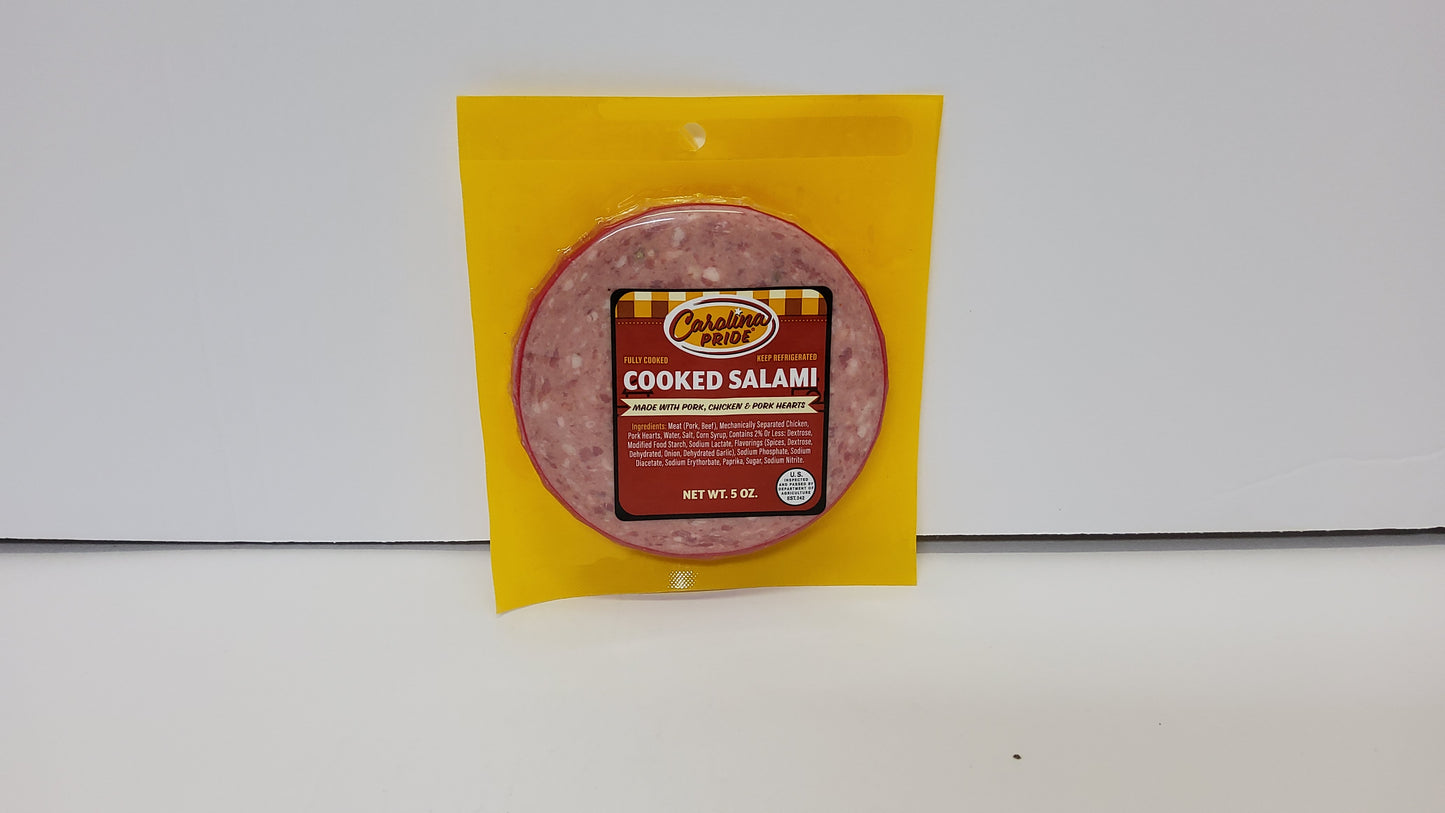 Carolina
PRIDE®
FULLY COOKED KEEP REFRIGERATED
COOKED SALAMI
MADE WITH PORK, CHICKEN & PORK HEARTS
Ingredients: Meat (Pork, Beef), Mechanically Separated Chicken,
Pork Hearts, Water, Salt, Corn Syrup, Contains 2% Or Less: Dextrose,
Modified Food Starch, Sodium Lactate, Flavorings (Spices, Dextrose,
Dehydrated, Onion, Dehydrated Garlic), Sodium Phosphate, Sodium
Diacetate, Sodium Erythorbate, Paprika, Sugar, Sodium Nitrite.
NET WT. 5 OZ.
U.S.
INSPECTED
AND PASSED BY
DEPARTMENT OF
AGRICULTURE
EST. 042